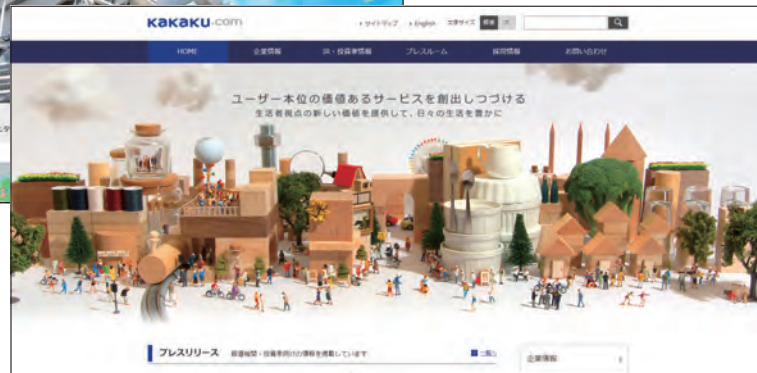 KAKAKU.com
サイトマップ English 文字サイズ 標準 大
HOME 企業情報 IR・投資家情報 プレスルーム 採用情報 お問い合わせ
ユーザー本位の価値あるサービスを創出しつづける
生活者視点の新しい価値を提供して、日々の生活を豊かに
プレスリリース 報道機関・投資家向けの情報を掲載しています 一覧へ
企業情報